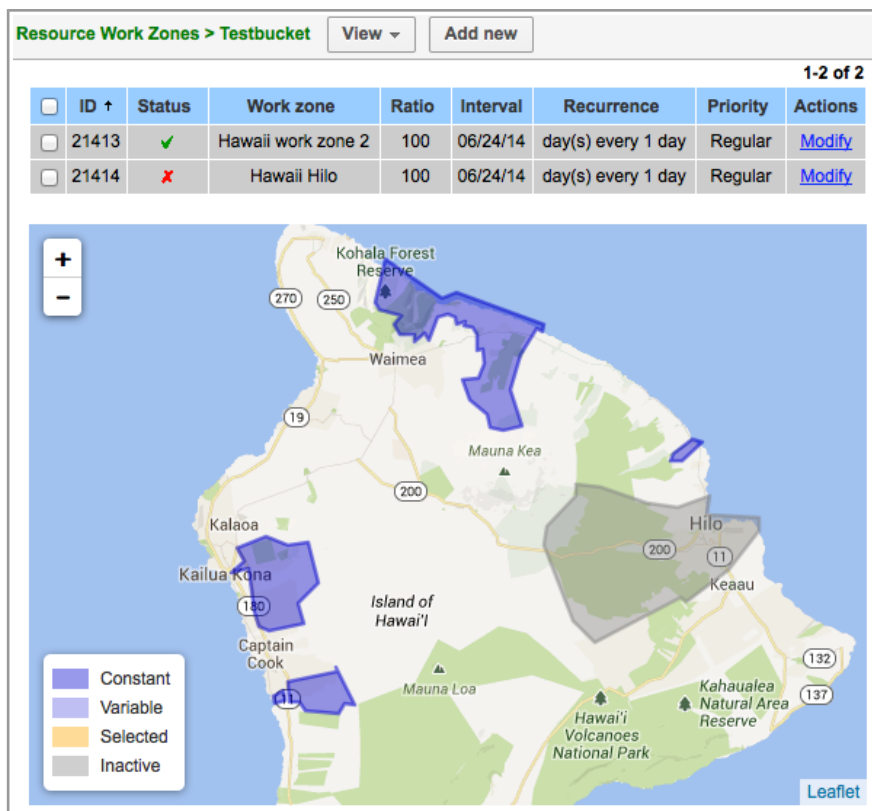 Resource Work Zones > Testbucket View Add new
1-2 of 2
ID ↑ Status Work zone Ratio Interval Recurrence Priority Actions
21413 ✔ Hawaii work zone 2 100 06/24/14 day(s) every 1 day Regular Modify
21414 ✘ Hawaii Hilo 100 06/24/14 day(s) every 1 day Regular Modify
+
−
Kohala Forest
Reserve
270
250
Waimea
19
Mauna Kea
200
Kalaoa
Hilo
200
11
Kailua Kona
Keaau
180
Island of
Hawai'i
Captain
Cook
132
Mauna Loa
11
137
Kahaualea
Natural Area
Reserve
Hawai'i
Volcanoes
National Park
Constant
Variable
Selected
Inactive
Leaflet